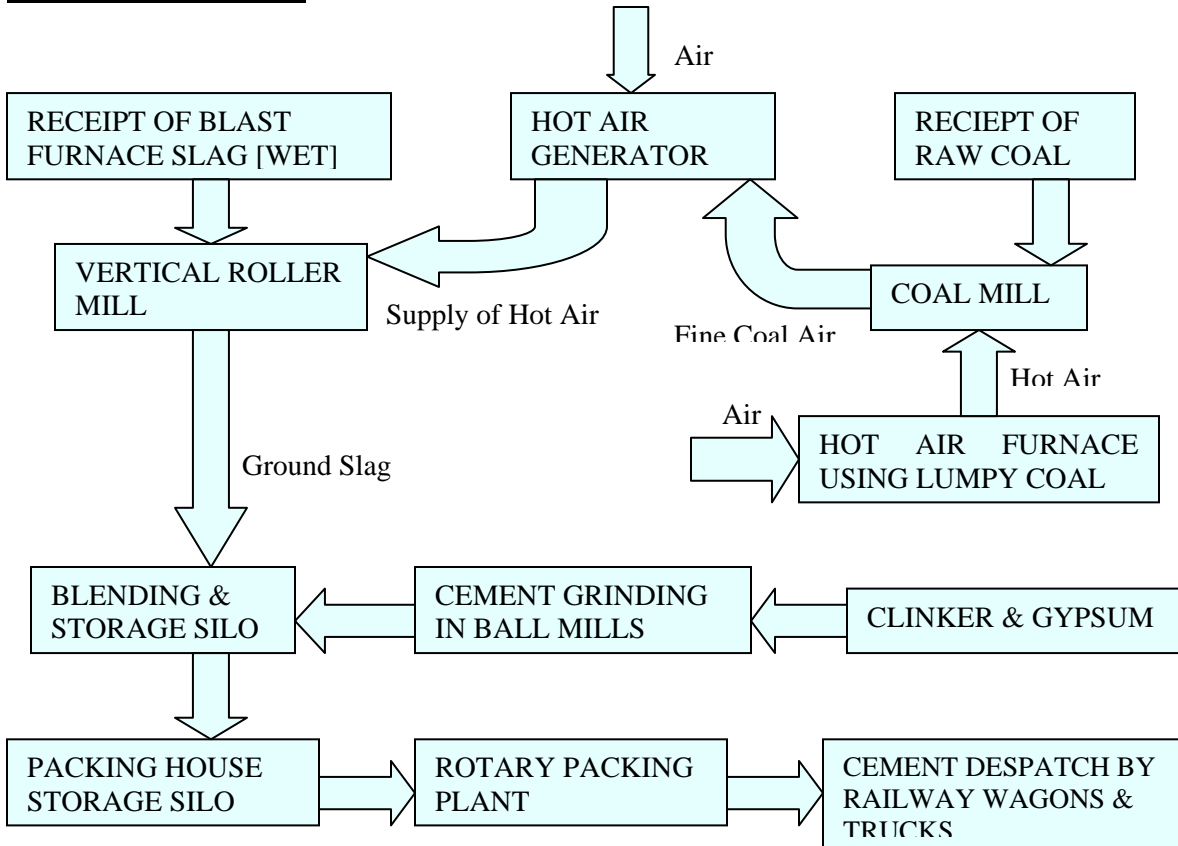 Air
RECEIPT OF BLAST
FURNACE SLAG [WET]
HOT AIR
GENERATOR
RECIEPT OF
RAW COAL
VERTICAL ROLLER
MILL
Supply of Hot Air
COAL MILL
Fine Coal Air
Hot Air
Air
HOT AIR FURNACE
USING LUMPY COAL
Ground Slag
BLENDING &
STORAGE SILO
CEMENT GRINDING
IN BALL MILLS
CLINKER & GYPSUM
PACKING HOUSE
STORAGE SILO
ROTARY PACKING
PLANT
CEMENT DESPATCH BY
RAILWAY WAGONS &
TRUCKS